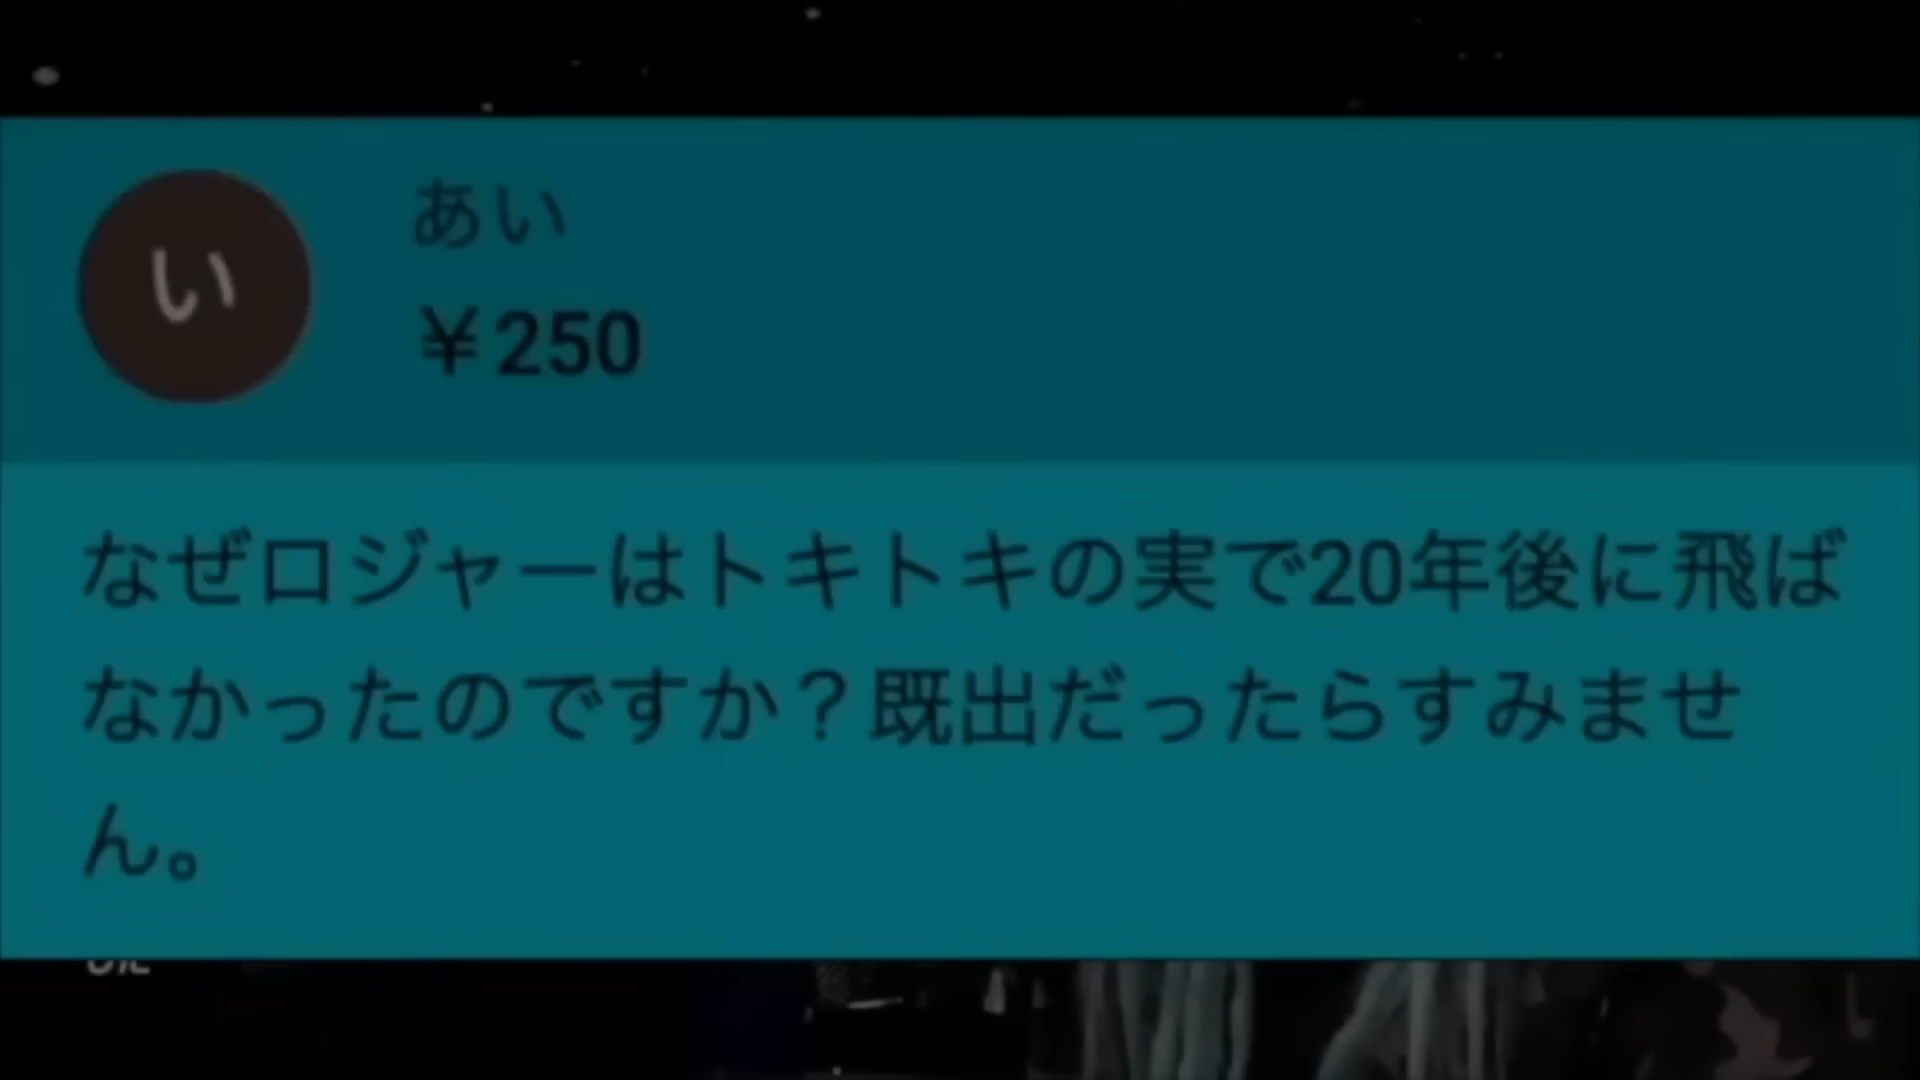 い
あい
¥250
なぜロジャーはトキトキの実で20年後に飛ば
なかったのですか？既出だったらすみませ
ん。